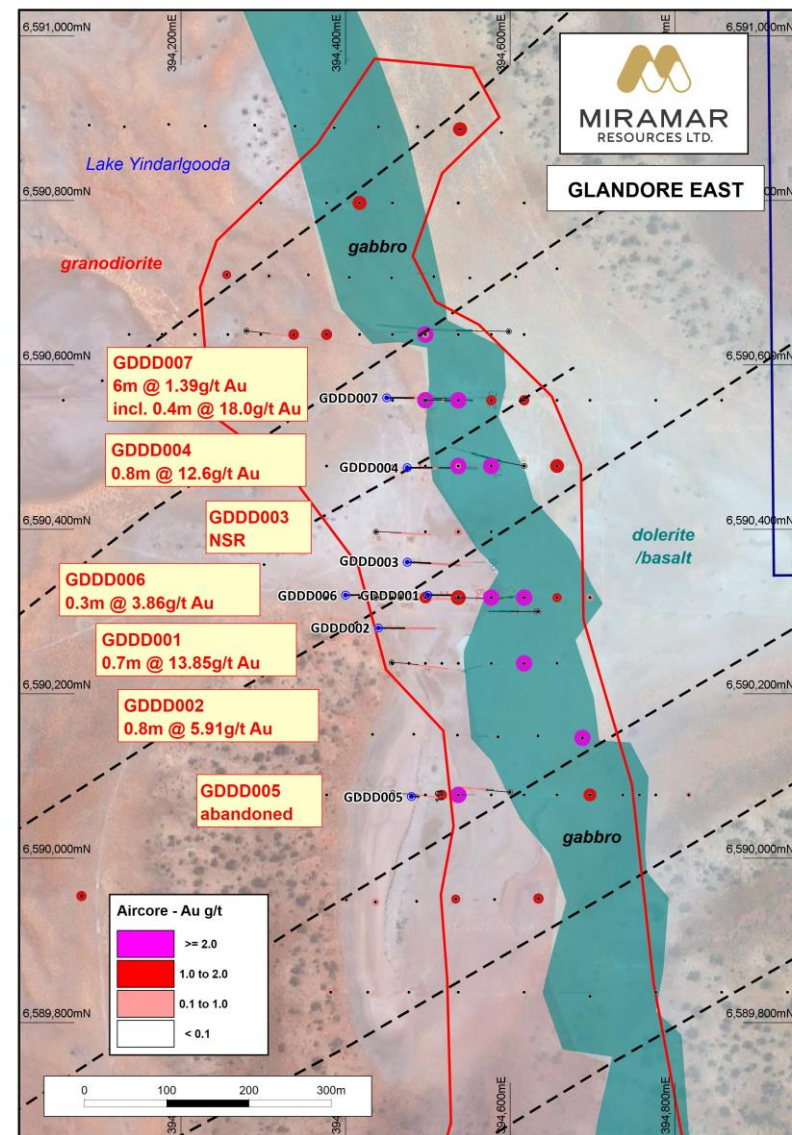 6,591,000mN
394,200mE
394,400mE
394,600mE
6,591,000mN
MIRAMAR
RESOURCES LTD.
GLANDORE EAST
Lake Yindarlgooda
6,590,800mN
gabbro
granodiorite
6,590,600mN
6,590,600mN
GDDD007
6m @ 1.39g/t Au
incl. 0.4m @ 18.0g/t Au
GDDD007
GDDD004
0.8m @ 12.6g/t Au
GDDD004
GDDD003
NSR
6,590,400mN
6,590,400mN
dolerite
/basalt
GDDD003
GDDD006
0.3m @ 3.86g/t Au
GDDD006
GDDD001
GDDD002
GDDD001
0.7m @ 13.85g/t Au
6,590,200mN
6,590,200mN
GDDD002
0.8m @ 5.91g/t Au
GDDD005
abandoned
GDDD005
gabbro
6,590,000mN
6,590,000mN
Aircore - Au g/t
>= 2.0
1.0 to 2.0
0.1 to 1.0
< 0.1
6,589,800mN
6,589,800mN
0
100
200
300m
394,600mE
394,800mE